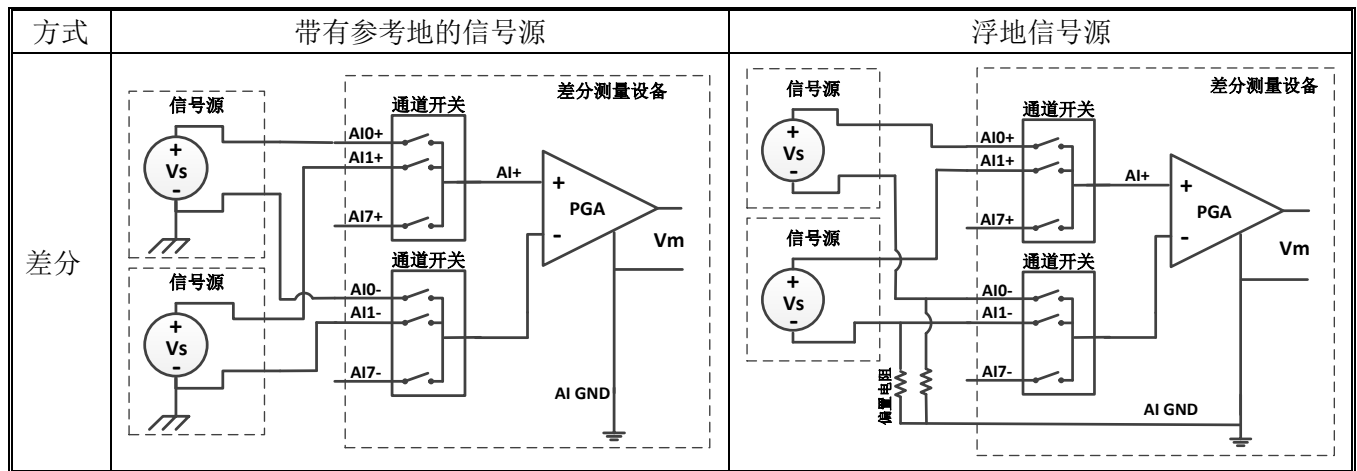 方式
带有参考地的信号源
浮地信号源
差分
信号源
+
Vs
-
信号源
+
Vs
-
差分测量设备
通道开关
AI0+
AI1+
AI7+
AI+
+
PGA
-
Vm
通道开关
AI0-
AI1-
AI7-
AI GND
信号源
+
Vs
-
信号源
+
Vs
-
差分测量设备
通道开关
AI0+
AI1+
AI7+
AI+
+
PGA
-
Vm
通道开关
AI0-
AI1-
AI7-
偏置电阻
AI GND